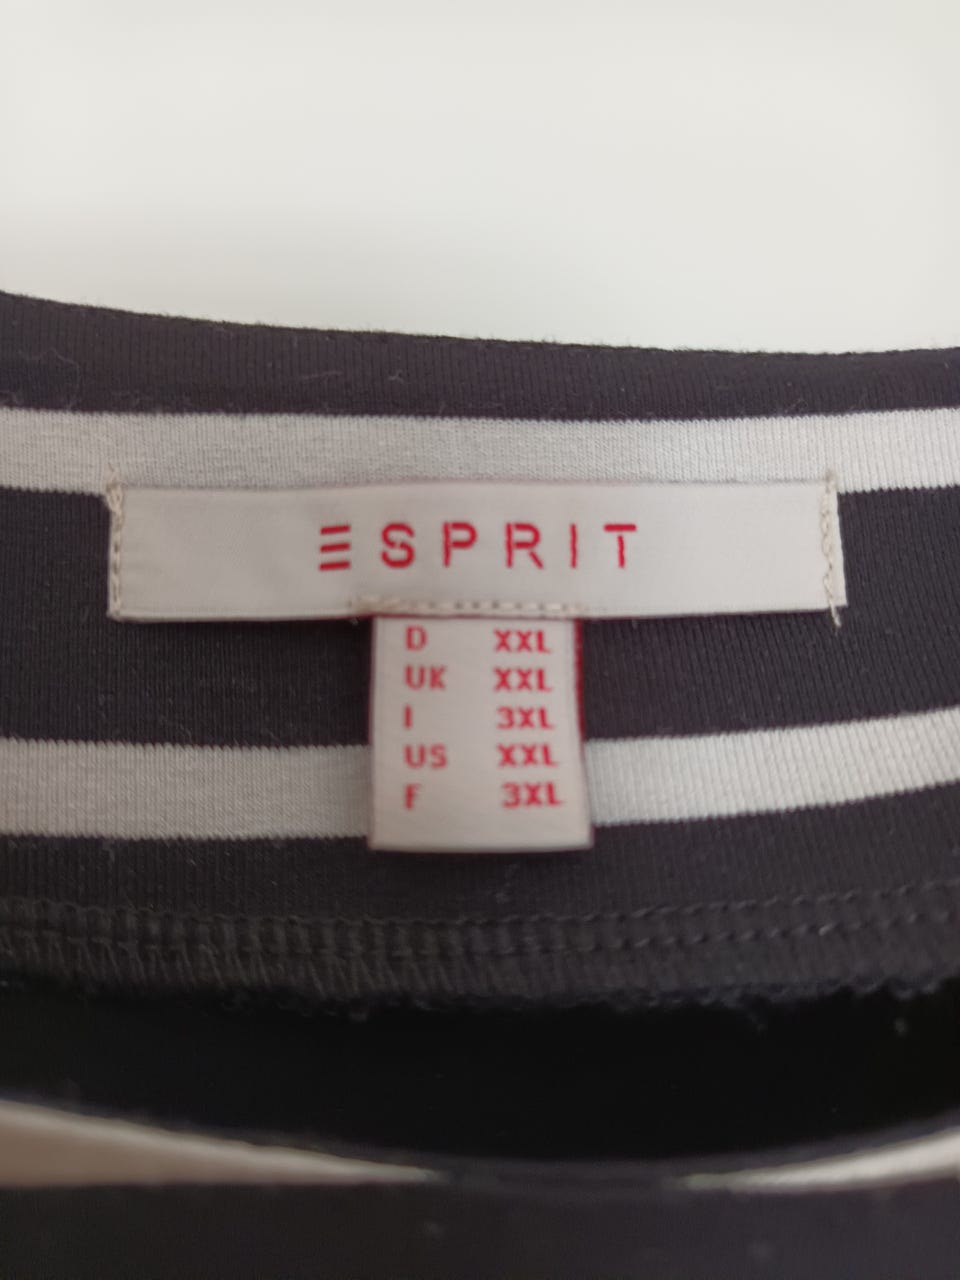 ESPRIT
D XXL
UK XXL
I 3XL
US XXL
F 3XL